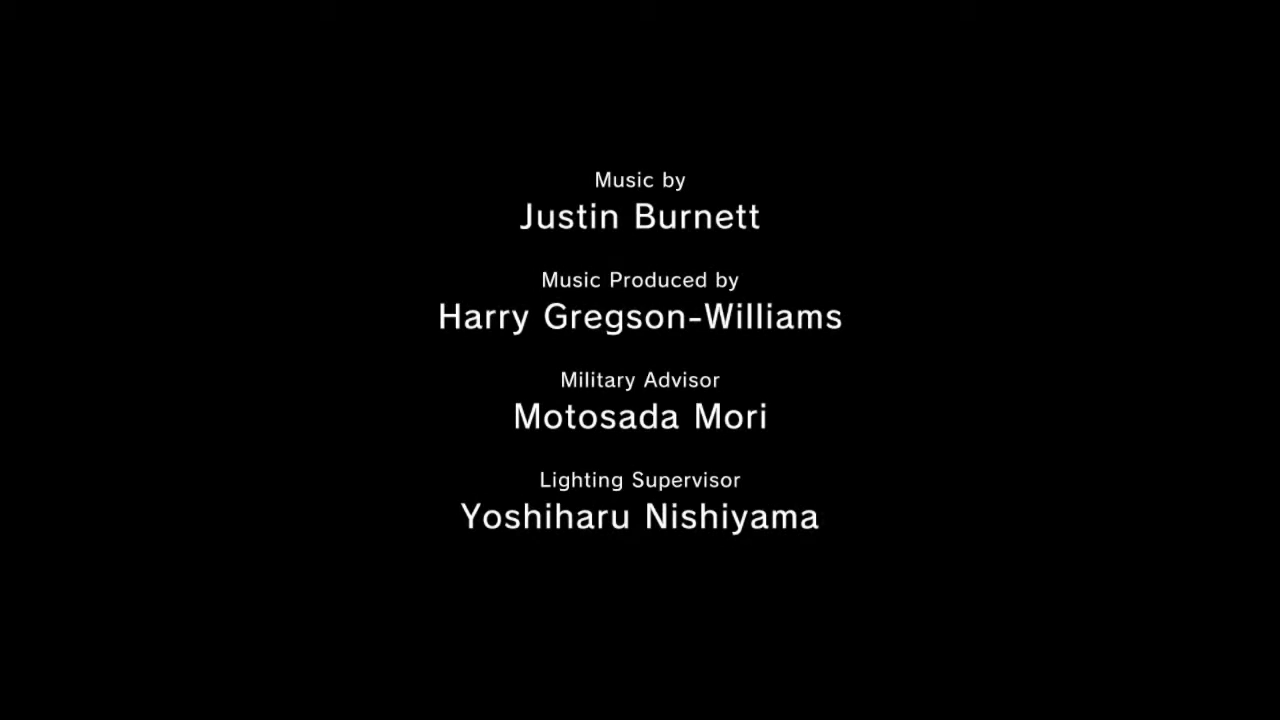 Music by
Justin Burnett
Music Produced by
Harry Gregson-Williams
Military Advisor
Motosada Mori
Lighting Supervisor
Yoshiharu Nishiyama